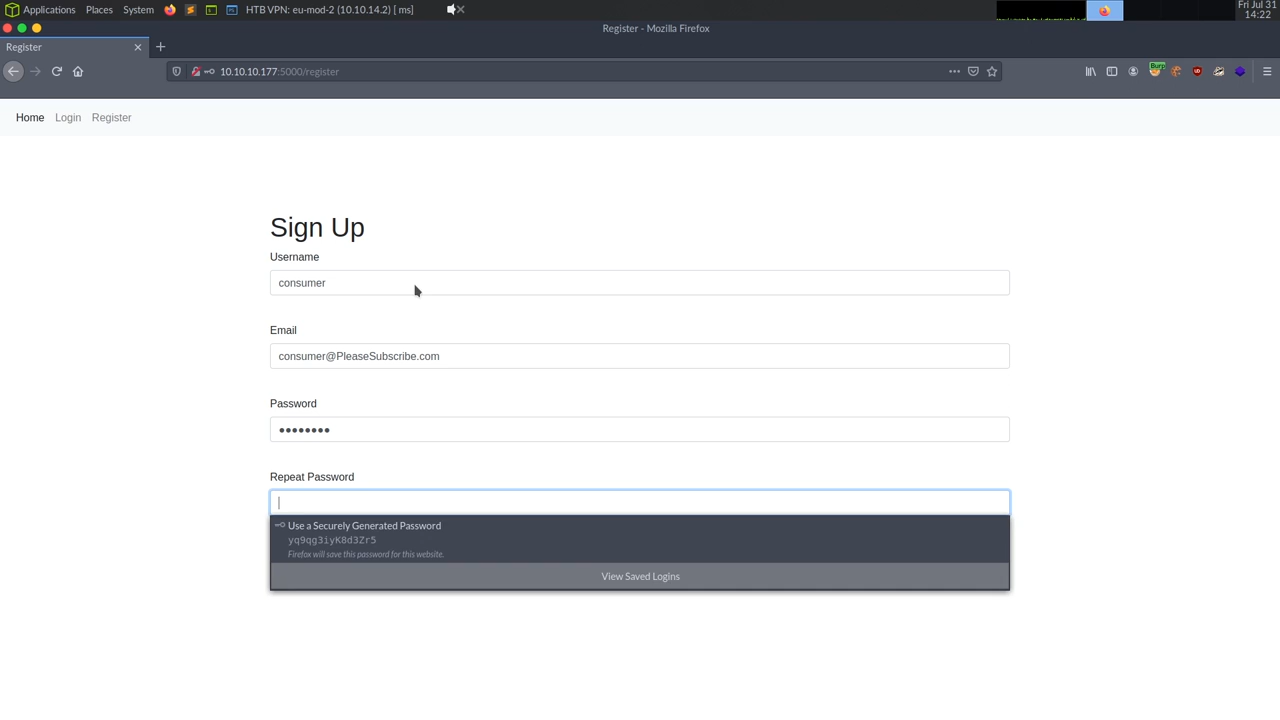 Applications Places System HTB VPN: eu-mod-2 (10.10.14.2) [ ms] Fri Jul 31
14:22
Register - Mozilla Firefox
Register
10.10.10.177:5000/register
Burp
Home Login Register
Sign Up
Username
consumer
Email
consumer@PleaseSubscribe.com
Password
••••••••
Repeat Password
Use a Securely Generated Password
yq9qg3iyK8d3Zr5
Firefox will save this password for this website.
View Saved Logins